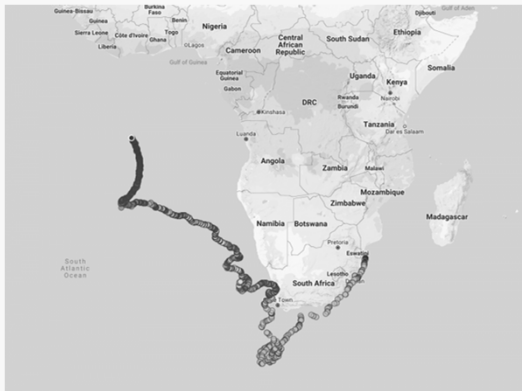 Guinea-Bissau
Guinea
Sierra Leone
Liberia
Côte d'Ivoire
Burkina
Faso
Ghana
Togo
Benin
Nigeria
Lagos
Gulf of Guinea
Cameroon
Equatorial
Guinea
Gabon
Central
African
Republic
South Sudan
Ethiopia
Djibouti
Gulf of Aden
Somalia
Uganda
Kenya
Nairobi
Rwanda
Burundi
DRC
Kinshasa
Luanda
Tanzania
Dar es Salaam
Angola
Zambia
Malawi
Mozambique
Zimbabwe
Madagascar
Namibia
Botswana
Pretoria
Eswatini
Lesotho
South Africa
Town
South
Atlantic
Ocean